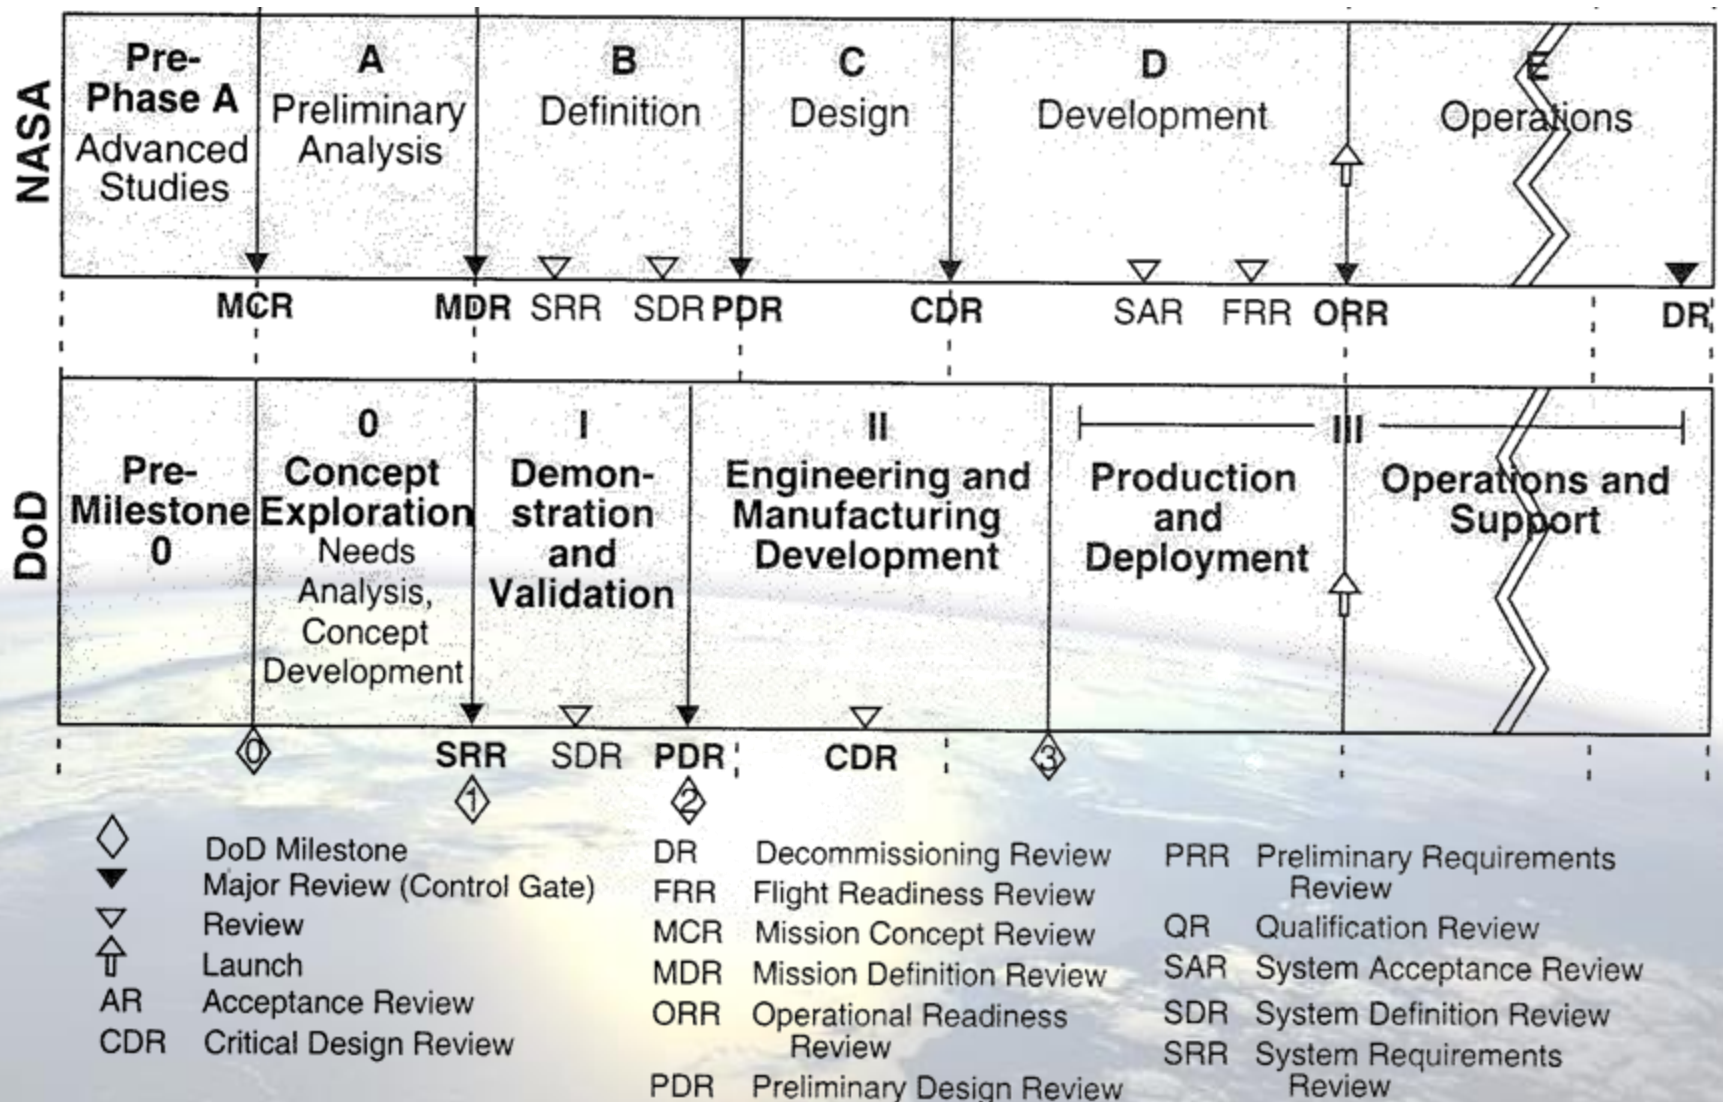 NASA
Pre-
Phase A
Advanced
Studies
A
Preliminary
Analysis
B
Definition
C
Design
D
Development
E
Operations
MCR
MDR
SRR
SDR
PDR
CDR
SAR
FRR
ORR
DR
DoD
Pre-
Milestone
0
0
Concept
Exploration
Needs
Analysis,
Concept
Development
I
Demon-
stration
and
Validation
II
Engineering and
Manufacturing
Development
III
Production
and
Deployment
Operations and
Support
0
SRR
1
SDR
PDR
2
CDR
3
DoD Milestone
Major Review (Control Gate)
Review
Launch
AR Acceptance Review
CDR Critical Design Review
DR Decommissioning Review
FRR Flight Readiness Review
MCR Mission Concept Review
MDR Mission Definition Review
ORR Operational Readiness
Review
PDR Preliminary Design Review
PRR Preliminary Requirements
Review
QR Qualification Review
SAR System Acceptance Review
SDR System Definition Review
SRR System Requirements
Review